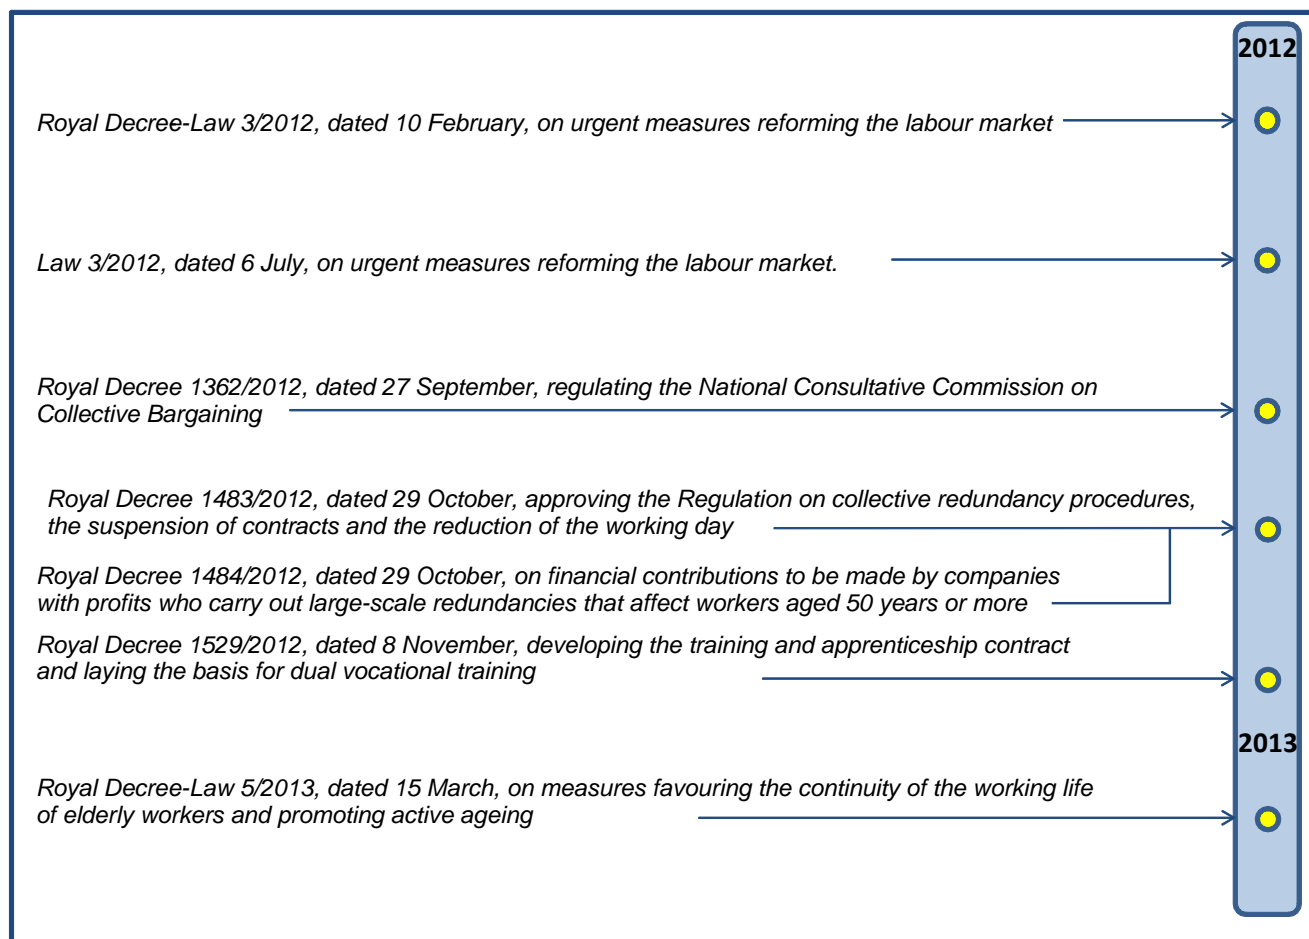 2012
Royal Decree-Law 3/2012, dated 10 February, on urgent measures reforming the labour market
Law 3/2012, dated 6 July, on urgent measures reforming the labour market.
Royal Decree 1362/2012, dated 27 September, regulating the National Consultative Commission on
Collective Bargaining
Royal Decree 1483/2012, dated 29 October, approving the Regulation on collective redundancy procedures,
the suspension of contracts and the reduction of the working day
Royal Decree 1484/2012, dated 29 October, on financial contributions to be made by companies
with profits who carry out large-scale redundancies that affect workers aged 50 years or more
Royal Decree 1529/2012, dated 8 November, developing the training and apprenticeship contract
and laying the basis for dual vocational training
2013
Royal Decree-Law 5/2013, dated 15 March, on measures favouring the continuity of the working life
of elderly workers and promoting active ageing